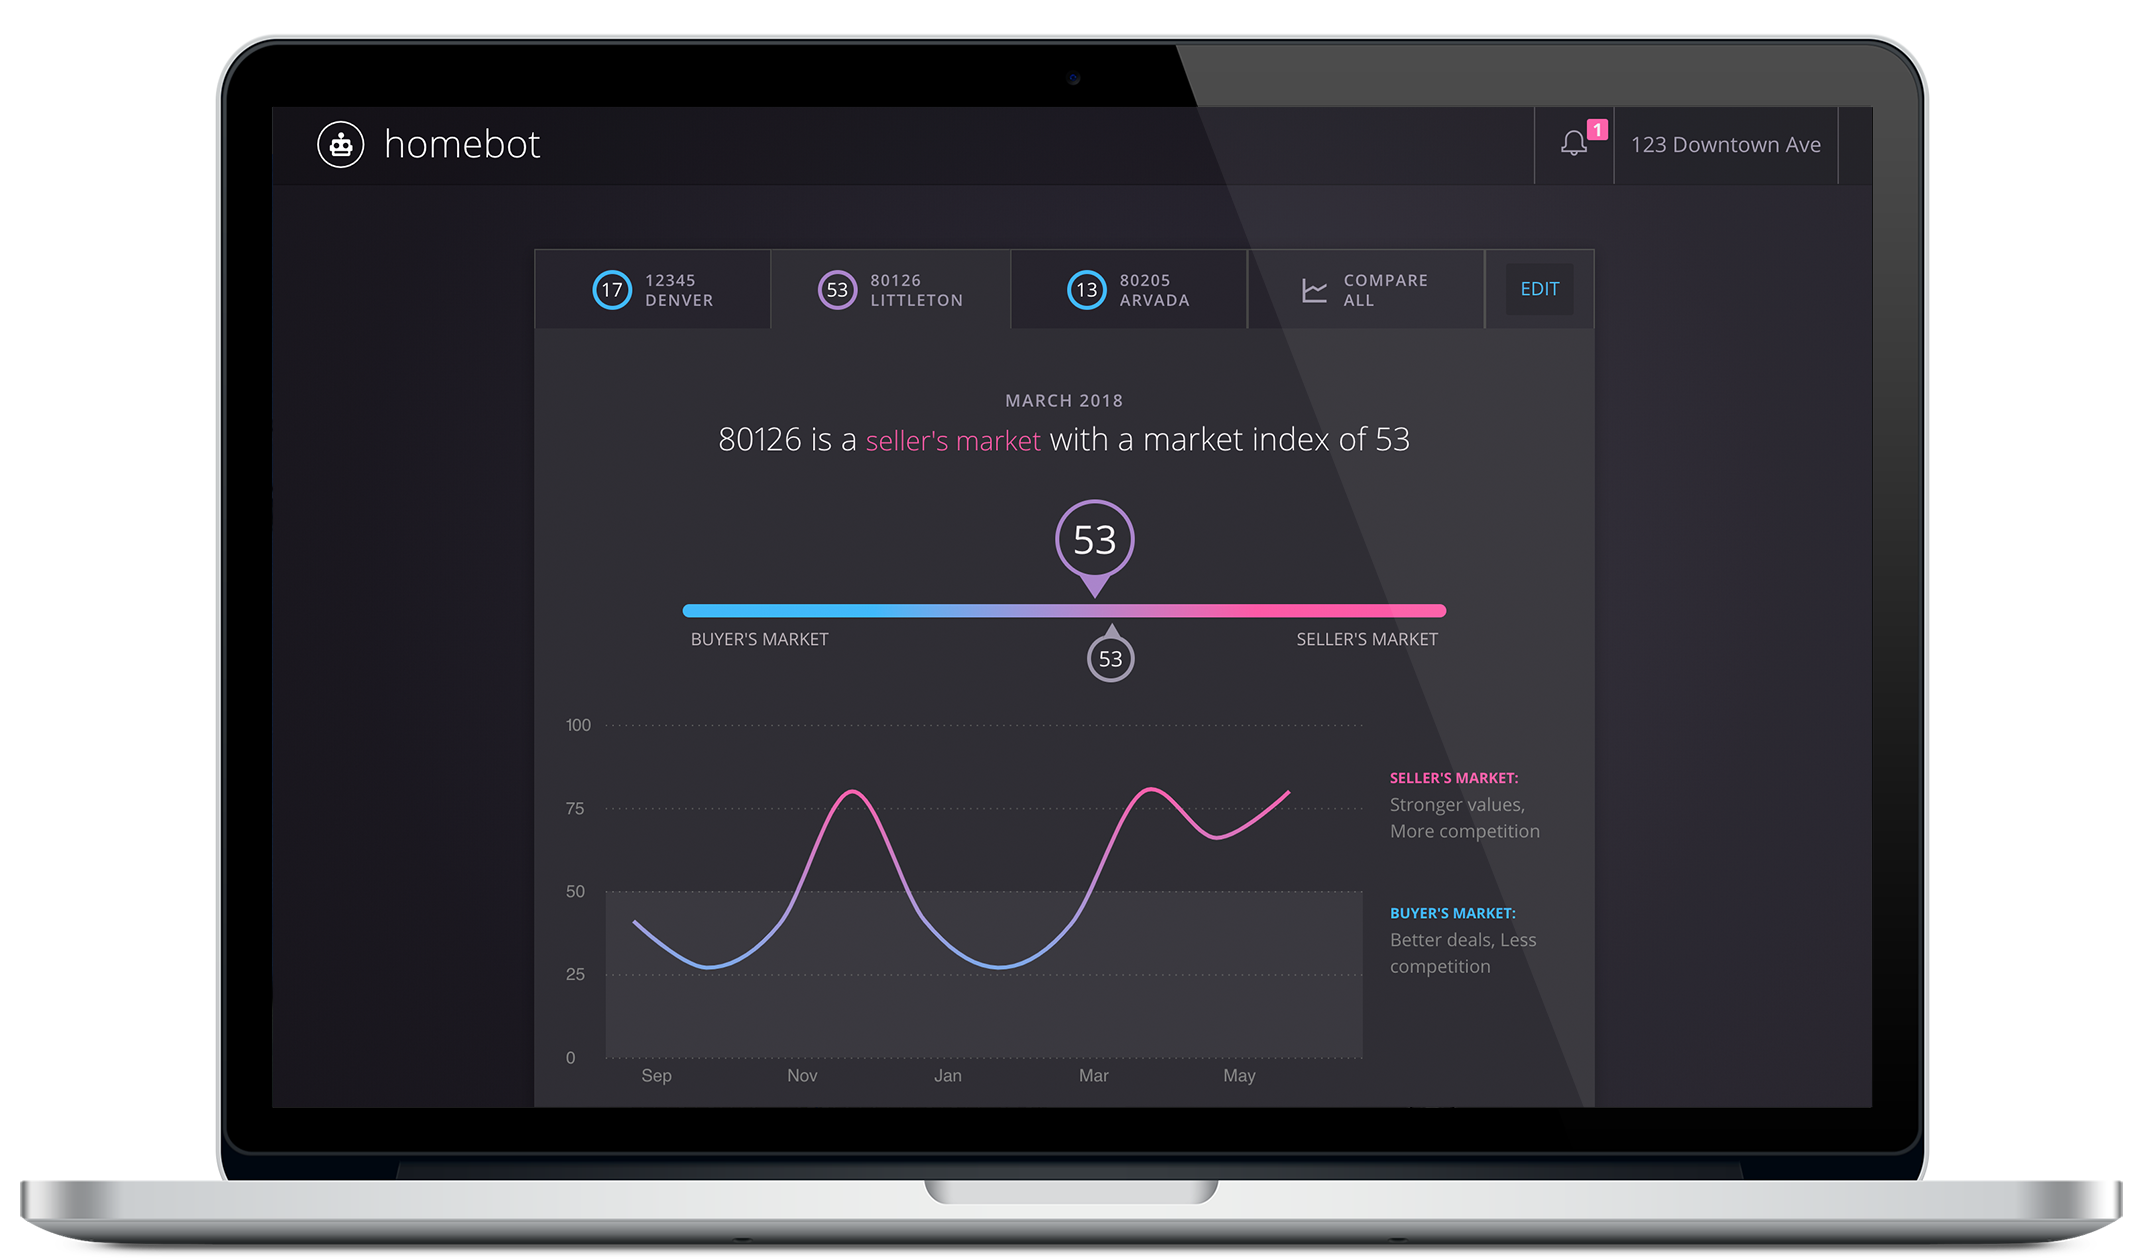 homebot
1
123 Downtown Ave
17
12345
DENVER
53
80126
LITTLETON
13
80205
ARVADA
COMPARE
ALL
EDIT
MARCH 2018
80126 is a seller's market with a market index of 53
53
BUYER'S MARKET
SELLER'S MARKET
53
100
75
50
25
0
Sep
Nov
Jan
Mar
May
SELLER'S MARKET:
Stronger values,
More competition
BUYER'S MARKET:
Better deals, Less
competition